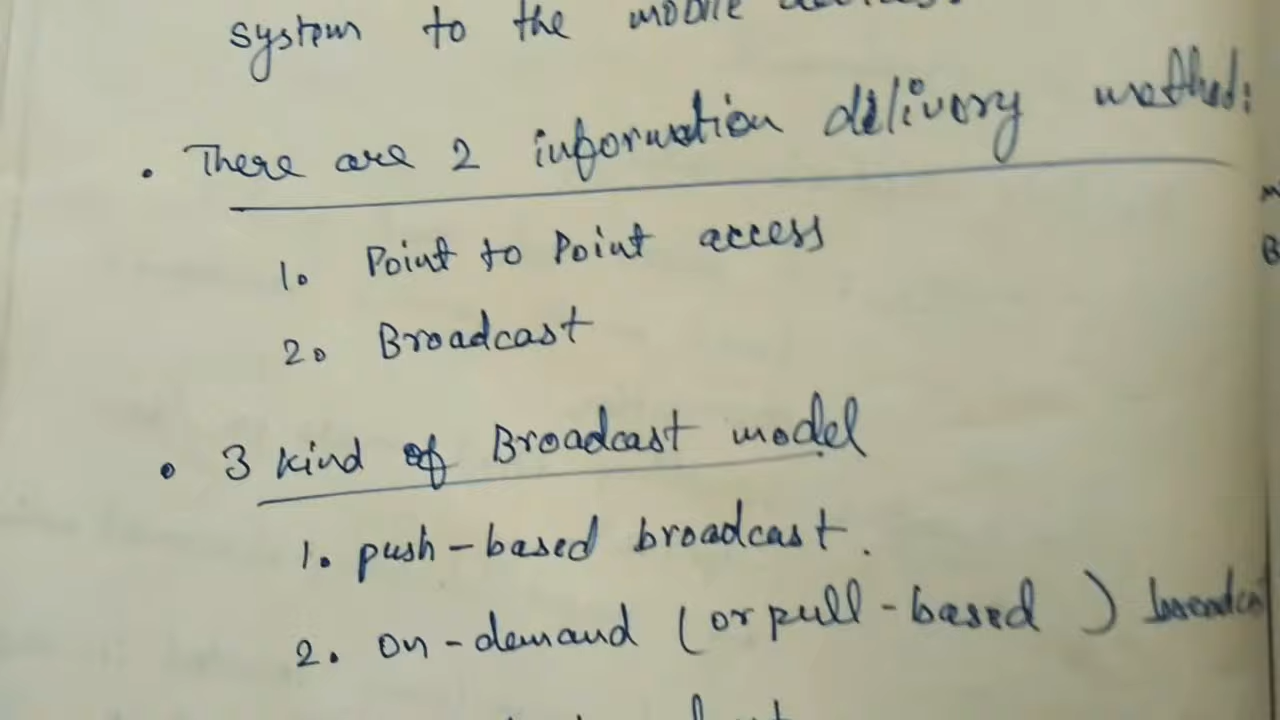 system to the mobile
• There are 2 information delivery method:
1. Point to Point access
2. Broadcast
• 3 kind of Broadcast model
1. push-based broadcast.
2. on-demand (or pull-based)